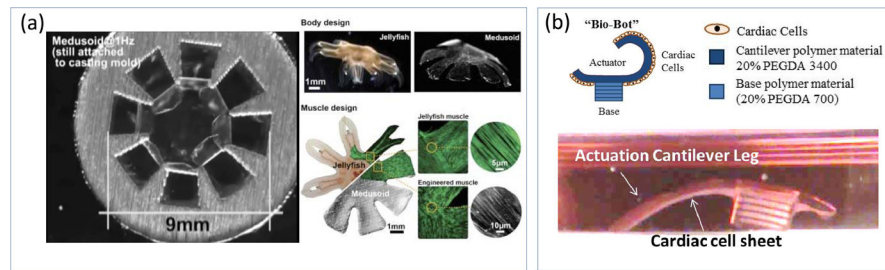 (a)
Medusoid@1Hz
(still attached
to casting mold)
9mm
Body design
Jellyfish
Medusoid
1mm
Muscle design
Jellyfish
Medusoid
1mm
Jellyfish muscle
5µm
Engineered muscle
10µm
(b)
"Bio-Bot"
Actuator
Cardiac
Cells
Base
Cardiac Cells
Cantilever polymer material
20% PEGDA 3400
Base polymer material
(20% PEGDA 700)
Actuation Cantilever Leg
Cardiac cell sheet